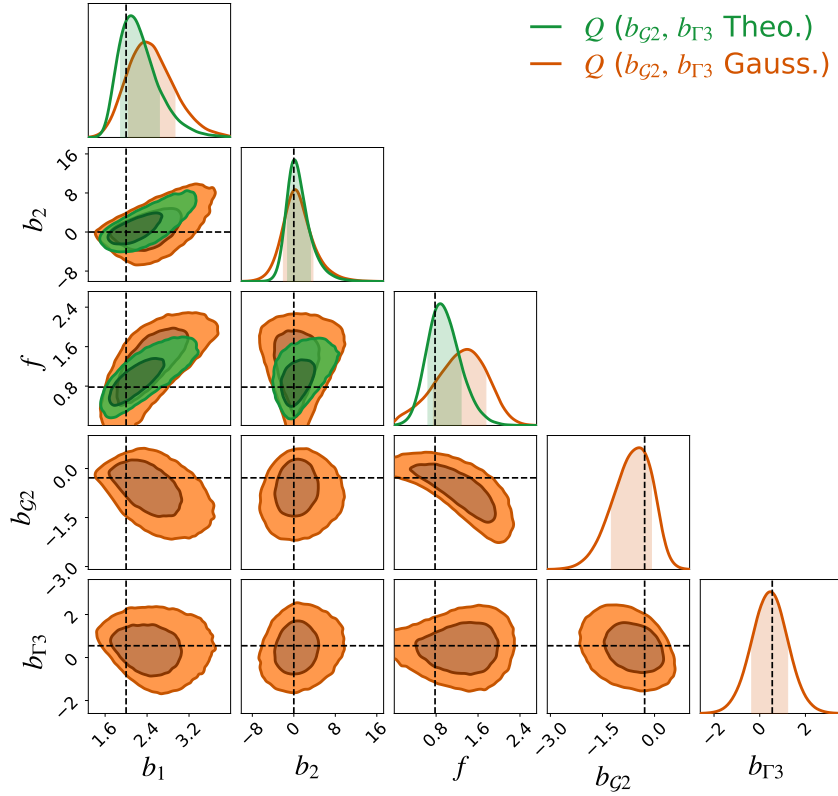 Q (b𝒢2, bΓ3 Theo.)
Q (b𝒢2, bΓ3 Gauss.)
16
8
0
−8
b2
2.4
1.6
0.8
f
0.0
−1.5
−3.0
b𝒢2
−3.0
2
0
−2
bΓ3
1.6 2.4 3.2
−8 0 8 16
0.8 1.6 2.4
−3.0 −1.5 0.0
−2 0 2
b1 b2 f b𝒢2 bΓ3